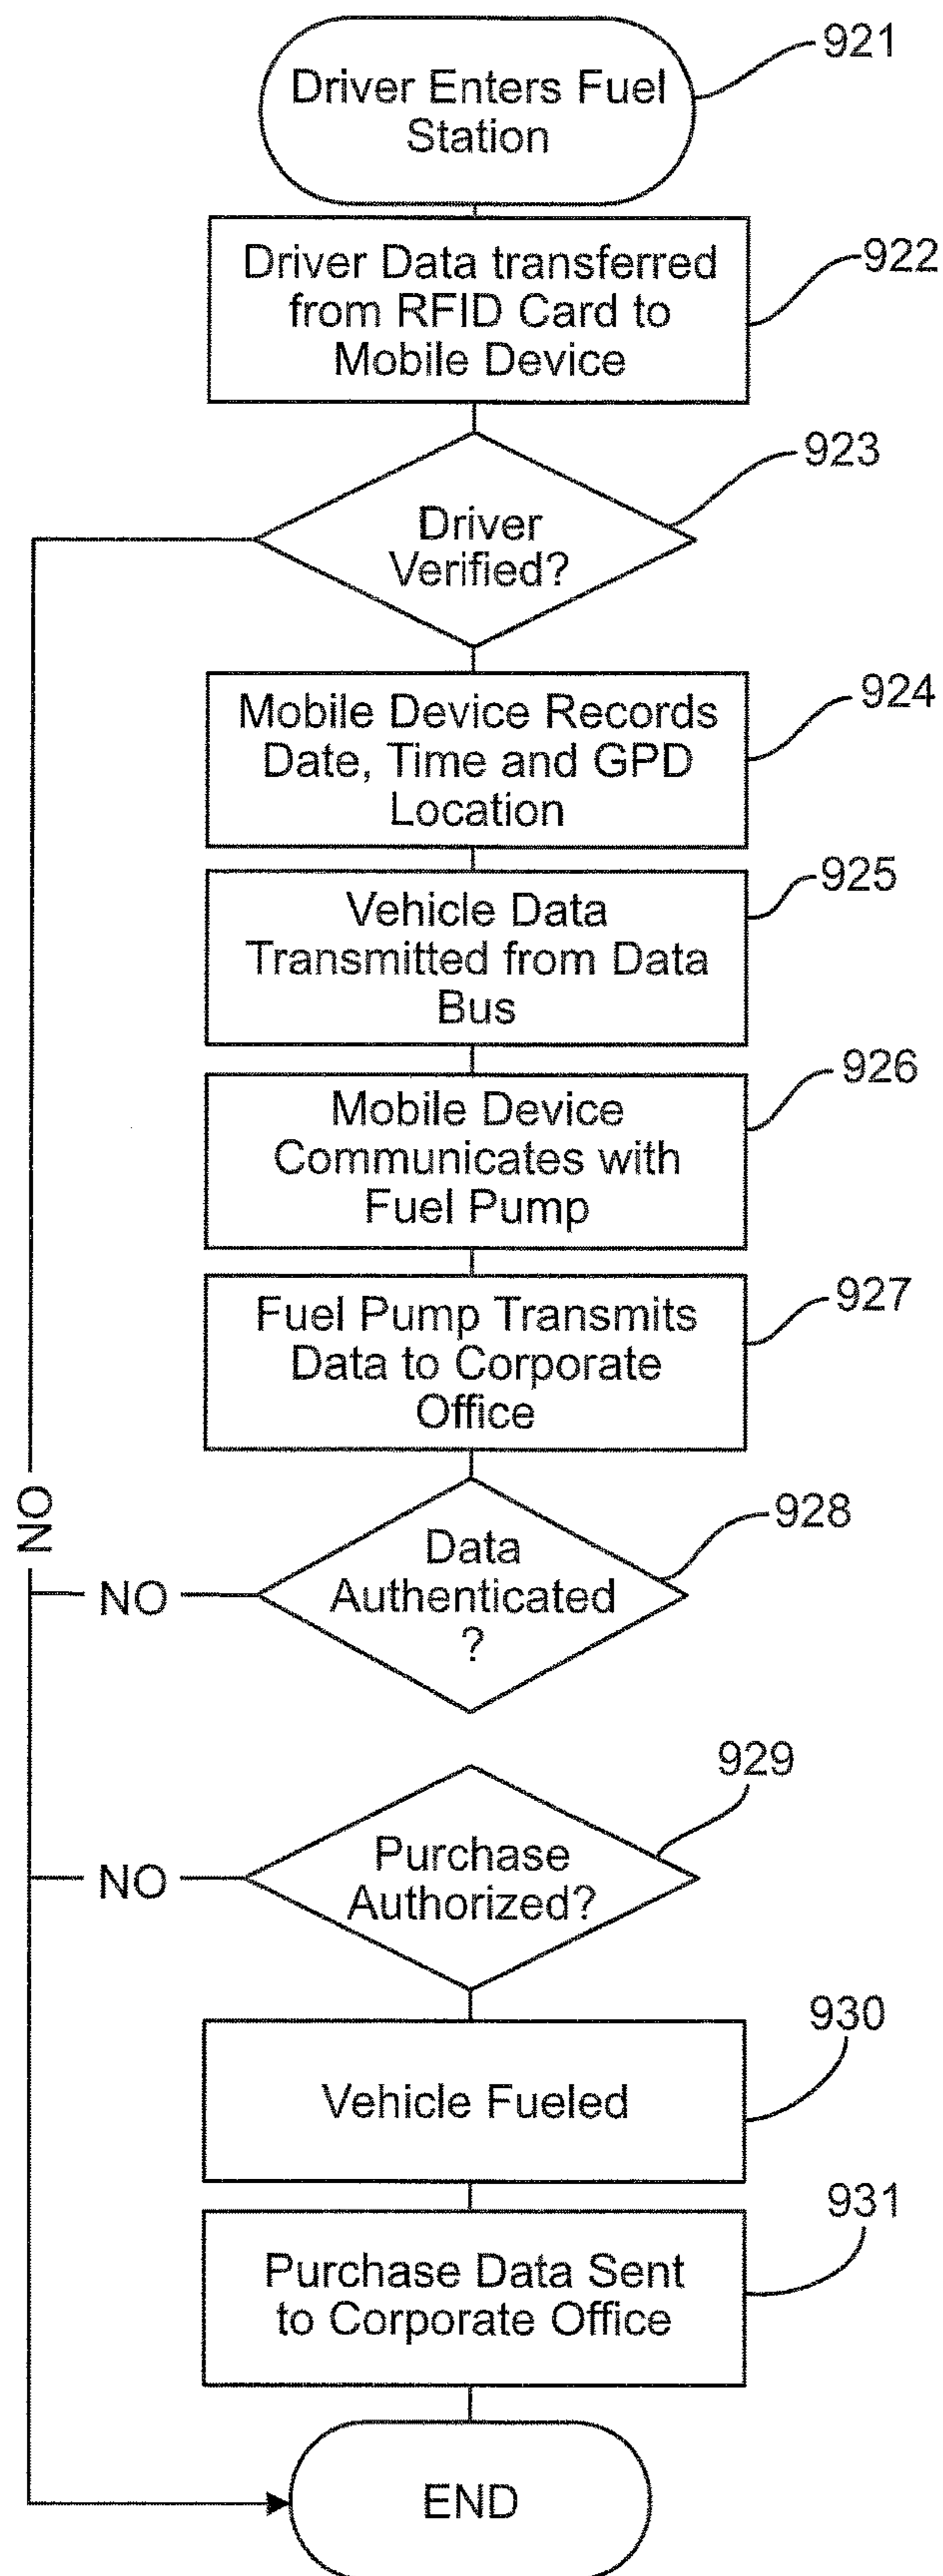 921
Driver Enters Fuel
Station
922
Driver Data transferred
from RFID Card to
Mobile Device
923
Driver
Verified?
924
Mobile Device Records
Date, Time and GPD
Location
925
Vehicle Data
Transmitted from Data
Bus
926
Mobile Device
Communicates with
Fuel Pump
927
Fuel Pump Transmits
Data to Corporate
Office
NO
928
Data
Authenticated
?
NO
929
Purchase
Authorized?
NO
930
Vehicle Fueled
931
Purchase Data Sent
to Corporate Office
END